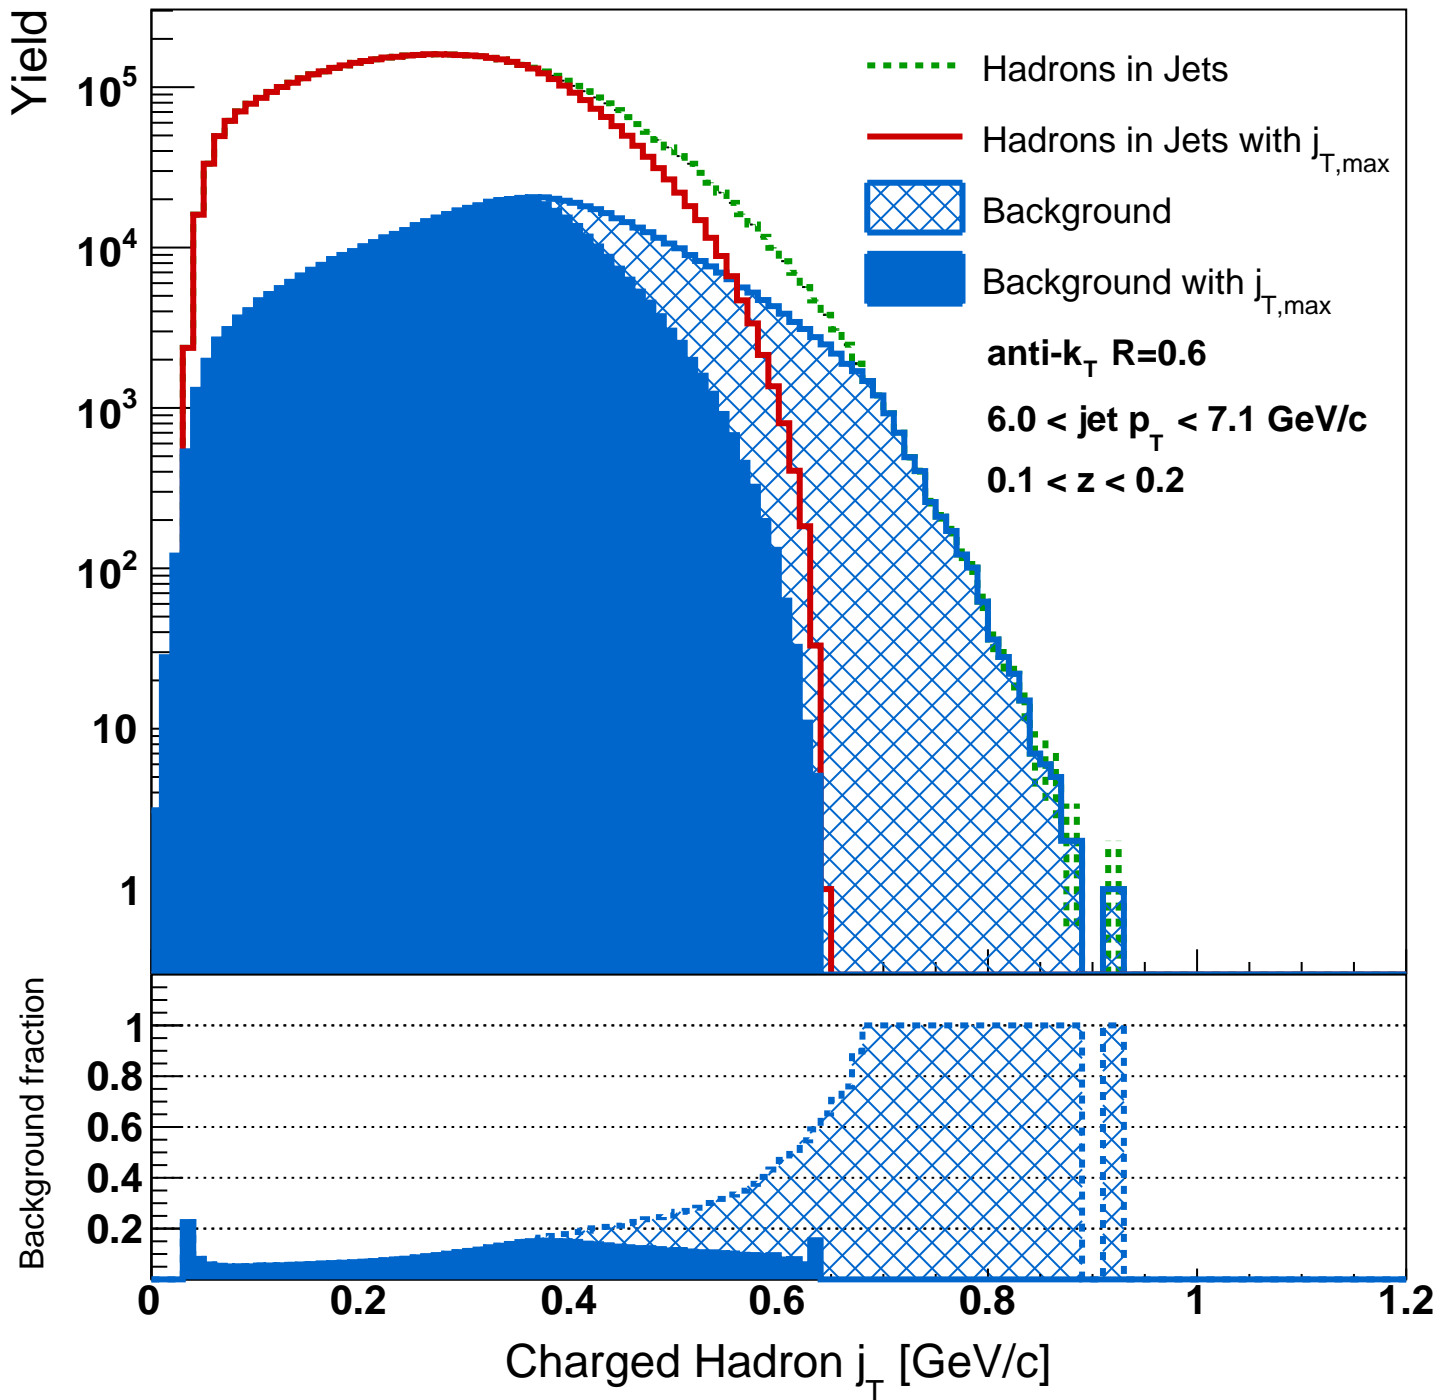 Yield
10^5
10^4
10^3
10^2
10
1
Hadrons in Jets
Hadrons in Jets with j_T,max
Background
Background with j_T,max
anti-k_T R=0.6
6.0 < jet p_T < 7.1 GeV/c
0.1 < z < 0.2
Background fraction
1
0.8
0.6
0.4
0.2
0 0.2 0.4 0.6 0.8 1 1.2
Charged Hadron j_T [GeV/c]